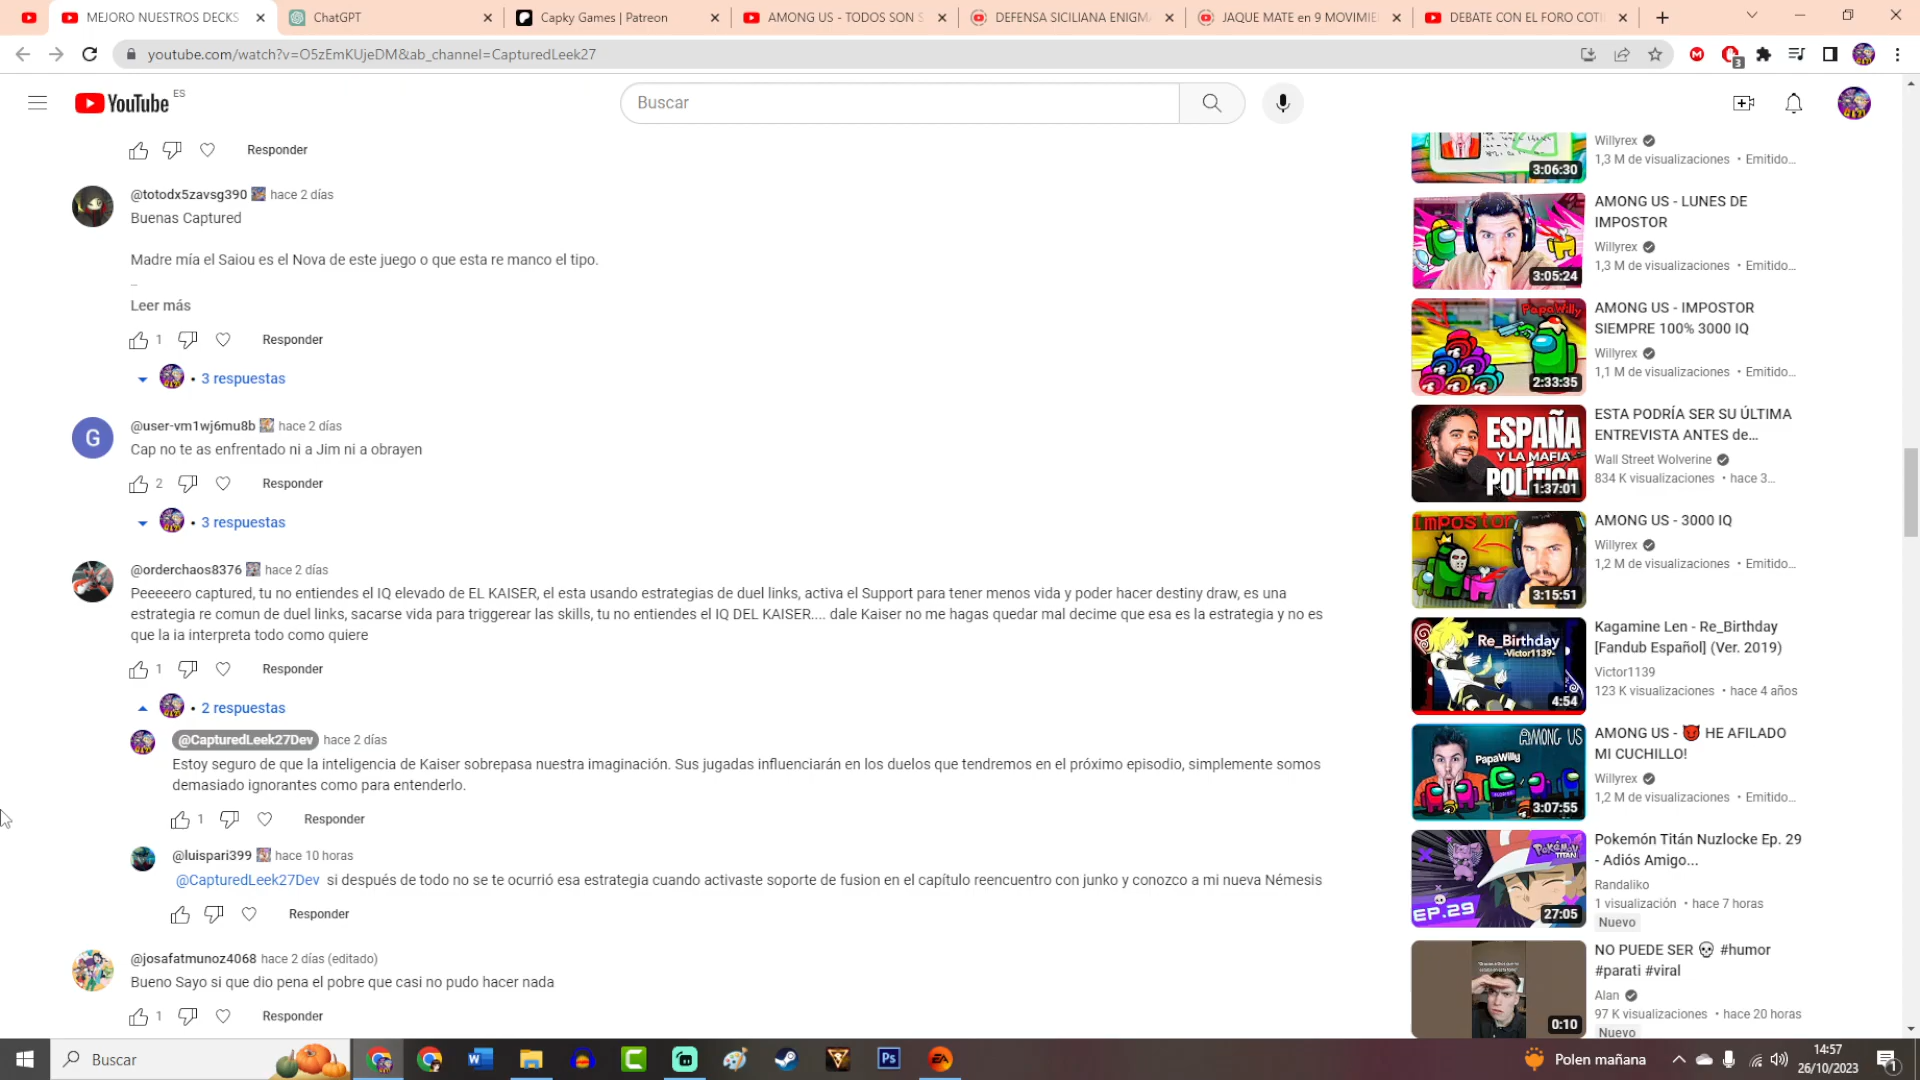 MEJORO NUESTROS DECKS
ChatGPT
Capky Games | Patreon
AMONG US - TODOS SON S
DEFENSA SICILIANA ENIGMA
JAQUE MATE en 9 MOVIMIE
DEBATE CON EL FORO COTI
youtube.com/watch?v=O5zEmKUjeDM&ab_channel=CapturedLeek27
3
YouTube ES
Buscar
Responder
@totodx5zavsg390 hace 2 días
Buenas Captured
Madre mía el Saiou es el Nova de este juego o que esta re manco el tipo.
..
Leer más
1 Responder
• 3 respuestas
G
@user-vm1wj6mu8b hace 2 días
Cap no te as enfrentado ni a Jim ni a obrayen
2 Responder
• 3 respuestas
@orderchaos8376 hace 2 días
Peeeeero captured, tu no entiendes el IQ elevado de EL KAISER, el esta usando estrategias de duel links, activa el Support para tener menos vida y poder hacer destiny draw, es una
estrategia re comun de duel links, sacarse vida para triggerear las skills, tu no entiendes el IQ DEL KAISER.... dale Kaiser no me hagas quedar mal decime que esa es la estrategia y no es
que la ia interpreta todo como quiere
1 Responder
• 2 respuestas
@CapturedLeek27Dev hace 2 días
Estoy seguro de que la inteligencia de Kaiser sobrepasa nuestra imaginación. Sus jugadas influenciarán en los duelos que tendremos en el próximo episodio, simplemente somos
demasiado ignorantes como para entenderlo.
1 Responder
@luispari399 hace 10 horas
@CapturedLeek27Dev si después de todo no se te ocurrió esa estrategia cuando activaste soporte de fusion en el capítulo reencuentro con junko y conozco a mi nueva Némesis
Responder
@josafatmunoz4068 hace 2 días (editado)
Bueno Sayo si que dio pena el pobre que casi no pudo hacer nada
1 Responder
3:06:30
Willyrex
1,3 M de visualizaciones • Emitido...
3:05:24
AMONG US - LUNES DE
IMPOSTOR
Willyrex
1,3 M de visualizaciones • Emitido...
PapaWilly
2:33:35
AMONG US - IMPOSTOR
SIEMPRE 100% 3000 IQ
Willyrex
1,1 M de visualizaciones • Emitido...
ESPAÑA
Y LA MAFIA
POLÍTICA
1:37:01
ESTA PODRÍA SER SU ÚLTIMA
ENTREVISTA ANTES de...
Wall Street Wolverine
834 K visualizaciones • hace 3...
Impostor
3:15:51
AMONG US - 3000 IQ
Willyrex
1,2 M de visualizaciones • Emitido...
Re_Birthday
-Victor1139-
4:54
Kagamine Len - Re_Birthday
[Fandub Español] (Ver. 2019)
Victor1139
123 K visualizaciones • hace 4 años
AMONG US
PapaWilly
3:07:55
AMONG US - 😈 HE AFILADO
MI CUCHILLO!
Willyrex
1,2 M de visualizaciones • Emitido...
POKéMON
TITÁN
EP.29
27:05
Pokemón Titán Nuzlocke Ep. 29
- Adiós Amigo...
Randaliko
1 visualización • hace 7 horas
Nuevo
0:10
NO PUEDE SER 💀 #humor
#parati #viral
Alan
97 K visualizaciones • hace 20 horas
Nuevo
Buscar
W
Ps
EA
Polen mañana
14:57
26/10/2023
1